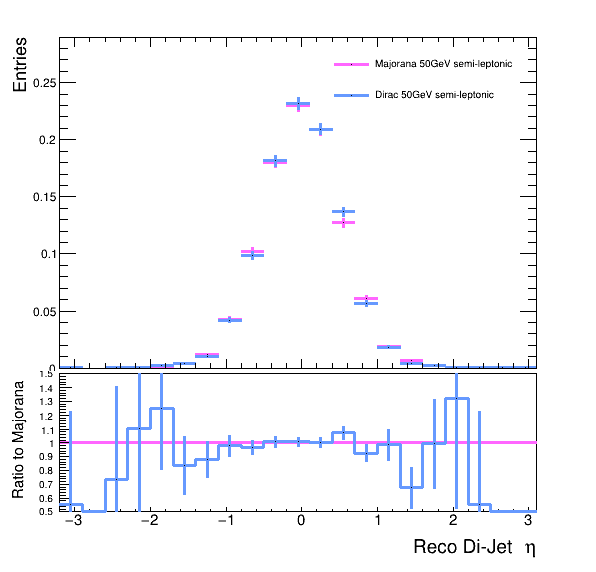 Entries
Majorana 50GeV semi-leptonic
Dirac 50GeV semi-leptonic
0.25
0.2
0.15
0.1
0.05
0
Ratio to Majorana
1.5
1.4
1.3
1.2
1.1
1
0.9
0.8
0.7
0.6
0.5
−3 −2 −1 0 1 2 3
Reco Di-Jet η